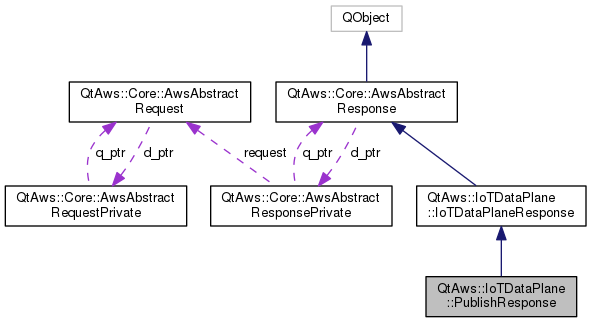 QObject
QtAws::Core::AwsAbstract
Request
QtAws::Core::AwsAbstract
Response
q_ptr
d_ptr
request
q_ptr
d_ptr
QtAws::Core::AwsAbstract
RequestPrivate
QtAws::Core::AwsAbstract
ResponsePrivate
QtAws::IoTDataPlane
::IoTDataPlaneResponse
QtAws::IoTDataPlane
::PublishResponse